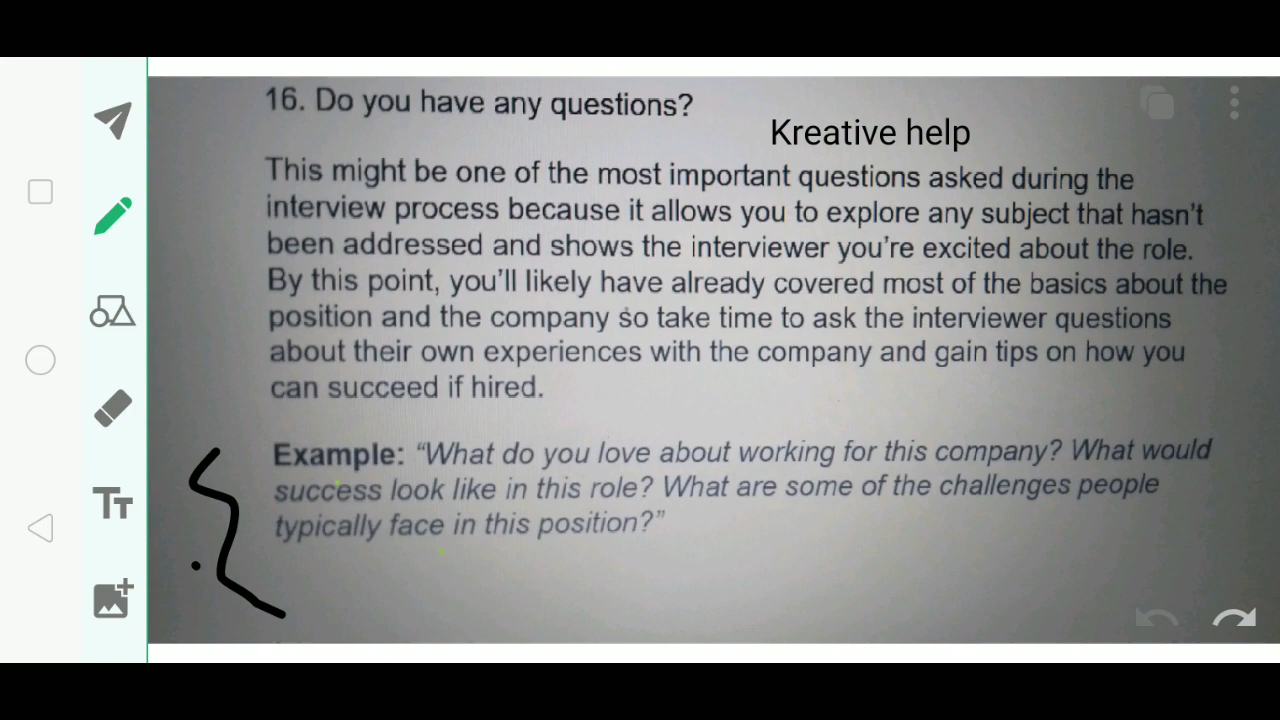 16. Do you have any questions?
Kreative help
This might be one of the most important questions asked during the
interview process because it allows you to explore any subject that hasn't
been addressed and shows the interviewer you're excited about the role.
By this point, you'll likely have already covered most of the basics about the
position and the company so take time to ask the interviewer questions
about their own experiences with the company and gain tips on how you
can succeed if hired.
Example: “What do you love about working for this company? What would
success look like in this role? What are some of the challenges people
typically face in this position?”
TT